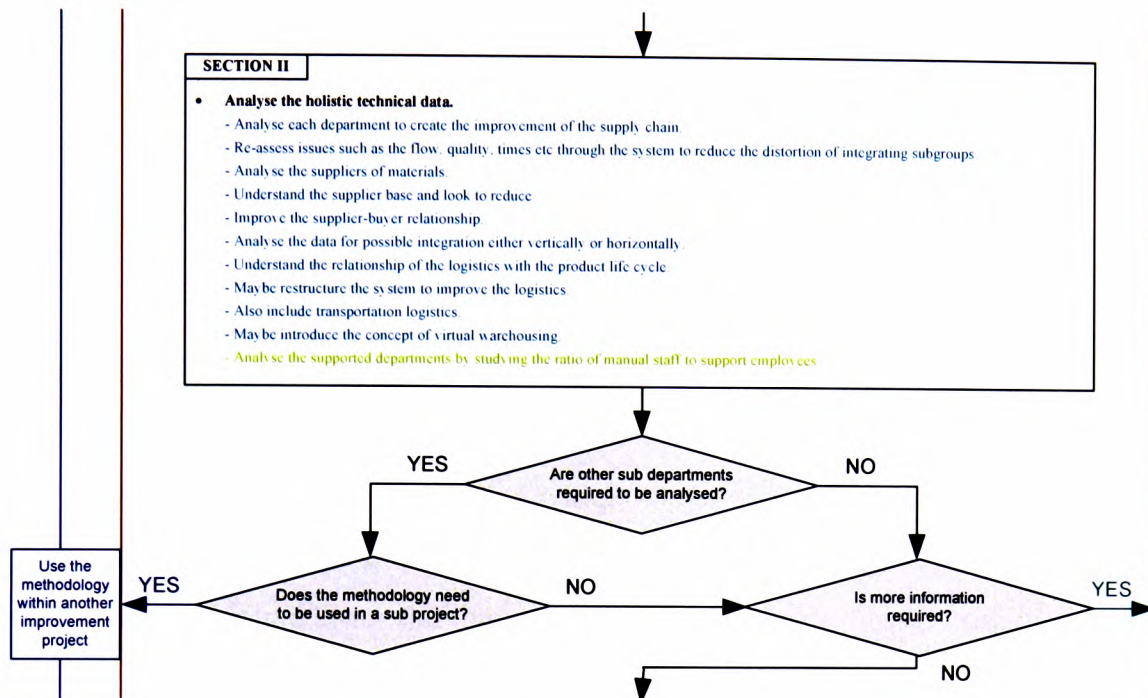 SECTION II
• Analyse the holistic technical data.
- Analyse each department to create the improvement of the supply chain.
- Re-assess issues such as the flow, quality, times etc through the system to reduce the distortion of integrating subgroups
- Analyse the suppliers of materials.
- Understand the supplier base and look to reduce
- Improve the supplier-buyer relationship.
- Analyse the data for possible integration either vertically or horizontally.
- Understand the relationship of the logistics with the product life cycle.
- Maybe restructure the system to improve the logistics.
- Also include transportation logistics.
- Maybe introduce the concept of virtual warehousing.
- Analyse the supported departments by studying the ratio of manual staff to support employees
YES
Are other sub departments
required to be analysed?
NO
Use the
methodology
within another
improvement
project
YES
Does the methodology need
to be used in a sub project?
NO
Is more information
required?
YES
NO